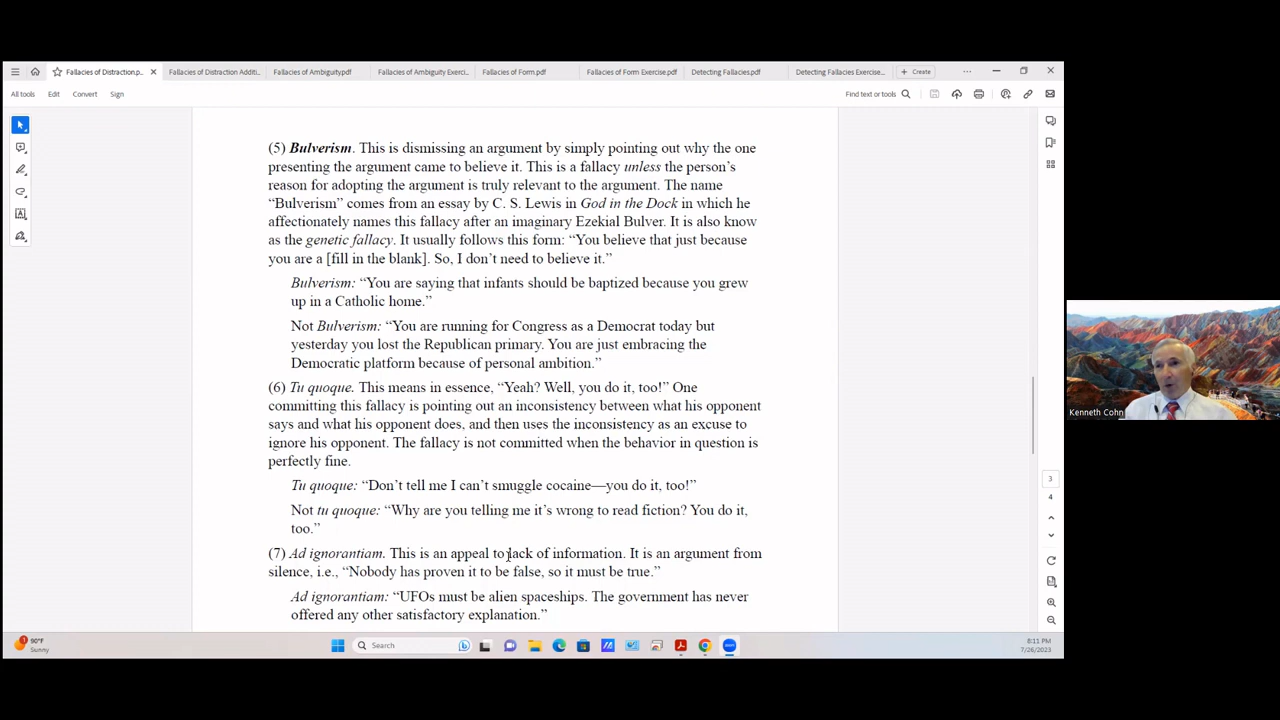 Fallacies of Distraction.p...
Fallacies of Distraction Additi...
Fallacies of Ambiguity.pdf
Fallacies of Ambiguity Exerci...
Fallacies of Form.pdf
Fallacies of Form Exercise.pdf
Detecting Fallacies.pdf
Detecting Fallacies Exercise...
+ Create
All tools Edit Convert Sign
Find text or tools
(5) Bulverism. This is dismissing an argument by simply pointing out why the one
presenting the argument came to believe it. This is a fallacy unless the person's
reason for adopting the argument is truly relevant to the argument. The name
“Bulverism” comes from an essay by C. S. Lewis in God in the Dock in which he
affectionately names this fallacy after an imaginary Ezekial Bulver. It is also know
as the genetic fallacy. It usually follows this form: “You believe that just because
you are a [fill in the blank]. So, I don’t need to believe it.”
Bulverism: “You are saying that infants should be baptized because you grew
up in a Catholic home.”
Not Bulverism: “You are running for Congress as a Democrat today but
yesterday you lost the Republican primary. You are just embracing the
Democratic platform because of personal ambition.”
(6) Tu quoque. This means in essence, “Yeah? Well, you do it, too!” One
committing this fallacy is pointing out an inconsistency between what his opponent
says and what his opponent does, and then uses the inconsistency as an excuse to
ignore his opponent. The fallacy is not committed when the behavior in question is
perfectly fine.
Tu quoque: “Don’t tell me I can’t smuggle cocaine—you do it, too!”
Not tu quoque: “Why are you telling me it’s wrong to read fiction? You do it,
too.”
(7) Ad ignorantiam. This is an appeal to lack of information. It is an argument from
silence, i.e., “Nobody has proven it to be false, so it must be true.”
Ad ignorantiam: “UFOs must be alien spaceships. The government has never
offered any other satisfactory explanation.”
3
4
Kenneth Cohn
1
90°F
Sunny
Search
8:11 PM
7/26/2023